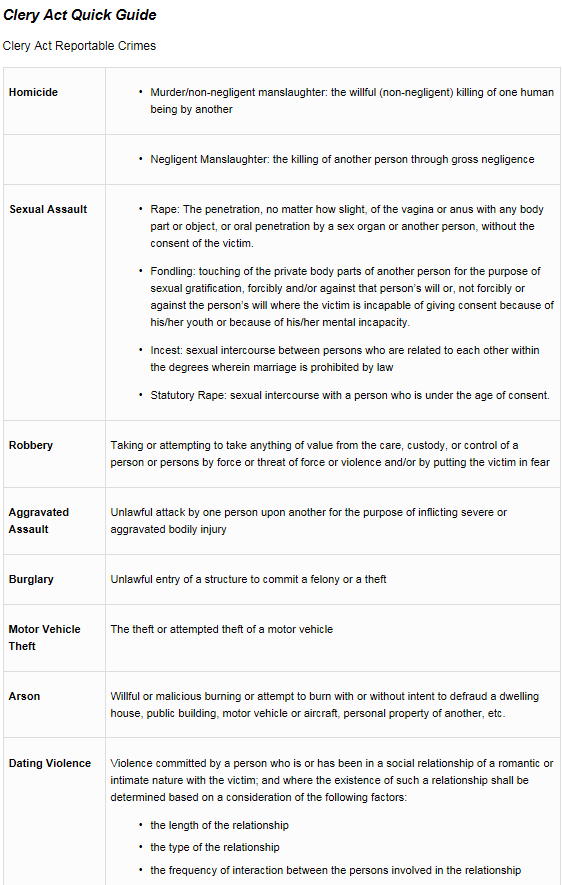 Clery Act Quick Guide
Clery Act Reportable Crimes
Homicide
• Murder/non-negligent manslaughter: the willful (non-negligent) killing of one human
being by another
• Negligent Manslaughter: the killing of another person through gross negligence
Sexual Assault
• Rape: The penetration, no matter how slight, of the vagina or anus with any body
part or object, or oral penetration by a sex organ or another person, without the
consent of the victim.
• Fondling: touching of the private body parts of another person for the purpose of
sexual gratification, forcibly and/or against that person's will or, not forcibly or
against the person's will where the victim is incapable of giving consent because of
his/her youth or because of his/her mental incapacity.
• Incest: sexual intercourse between persons who are related to each other within
the degrees wherein marriage is prohibited by law
• Statutory Rape: sexual intercourse with a person who is under the age of consent.
Robbery
Taking or attempting to take anything of value from the care, custody, or control of a
person or persons by force or threat of force or violence and/or by putting the victim in fear
Aggravated
Assault
Unlawful attack by one person upon another for the purpose of inflicting severe or
aggravated bodily injury
Burglary
Unlawful entry of a structure to commit a felony or a theft
Motor Vehicle
Theft
The theft or attempted theft of a motor vehicle
Arson
Willful or malicious burning or attempt to burn with or without intent to defraud a dwelling
house, public building, motor vehicle or aircraft, personal property of another, etc.
Dating Violence
Violence committed by a person who is or has been in a social relationship of a romantic or
intimate nature with the victim; and where the existence of such a relationship shall be
determined based on a consideration of the following factors:
• the length of the relationship
• the type of the relationship
• the frequency of interaction between the persons involved in the relationship